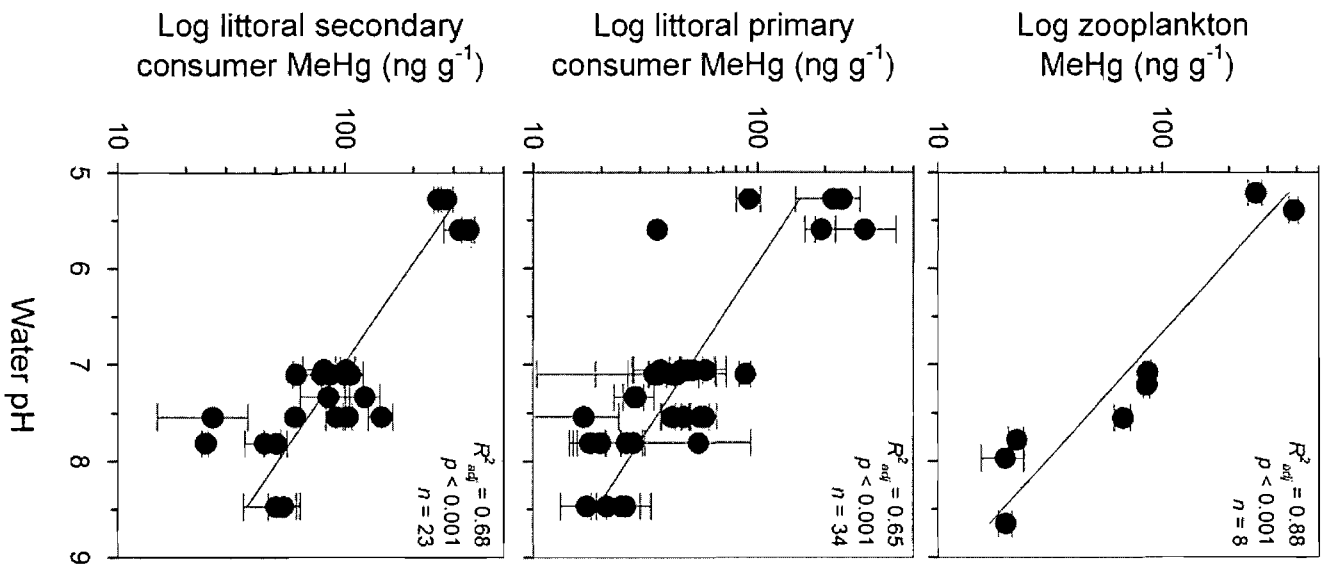 Log littoral secondary
consumer MeHg (ng g⁻¹)
10
100
R²adj = 0.68
p < 0.001
n = 23
Log littoral primary
consumer MeHg (ng g⁻¹)
10
100
R²adj = 0.65
p < 0.001
n = 34
Log zooplankton
MeHg (ng g⁻¹)
10
100
R²adj = 0.88
p < 0.001
n = 8
5
6
7
8
9
Water pH